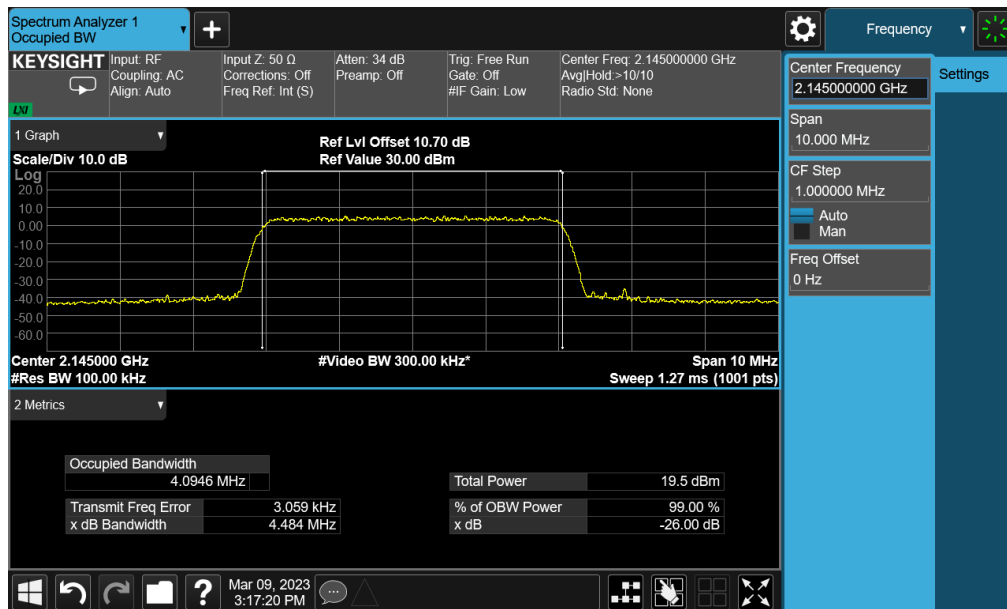 Spectrum Analyzer 1
Occupied BW
▼
+
Frequency
▼
KEYSIGHT
LXI
Input: RF
Coupling: AC
Align: Auto
Input Z: 50 Ω
Corrections: Off
Freq Ref: Int (S)
Atten: 34 dB
Preamp: Off
Trig: Free Run
Gate: Off
#IF Gain: Low
Center Freq: 2.145000000 GHz
Avg|Hold:>10/10
Radio Std: None
Center Frequency
2.145000000 GHz
Settings
Span
10.000 MHz
CF Step
1.000000 MHz
Auto
Man
Freq Offset
0 Hz
1 Graph
▼
Scale/Div 10.0 dB
Ref Lvl Offset 10.70 dB
Ref Value 30.00 dBm
Log
20.0
10.0
0.00
-10.0
-20.0
-30.0
-40.0
-50.0
-60.0
Center 2.145000 GHz
#Video BW 300.00 kHz*
Span 10 MHz
#Res BW 100.00 kHz
Sweep 1.27 ms (1001 pts)
2 Metrics
▼
Occupied Bandwidth
4.0946 MHz
Total Power 19.5 dBm
Transmit Freq Error 3.059 kHz
% of OBW Power 99.00 %
x dB Bandwidth 4.484 MHz
x dB -26.00 dB
?
Mar 09, 2023
3:17:20 PM